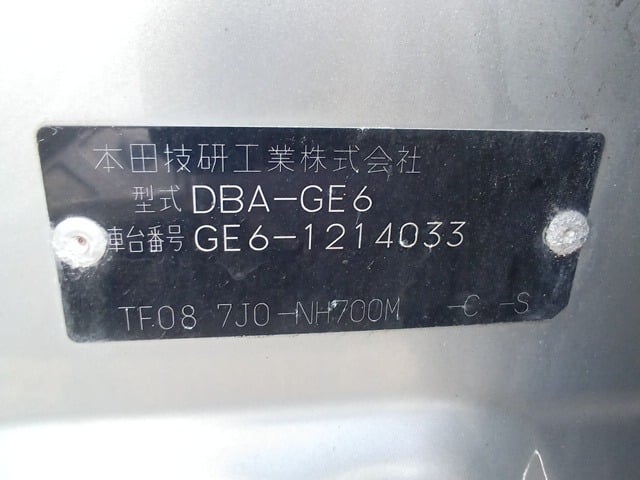 本田技研工業株式会社
型式 DBA-GE6
車台番号 GE6-1214033
TF08 7J0-NH700M -C -S